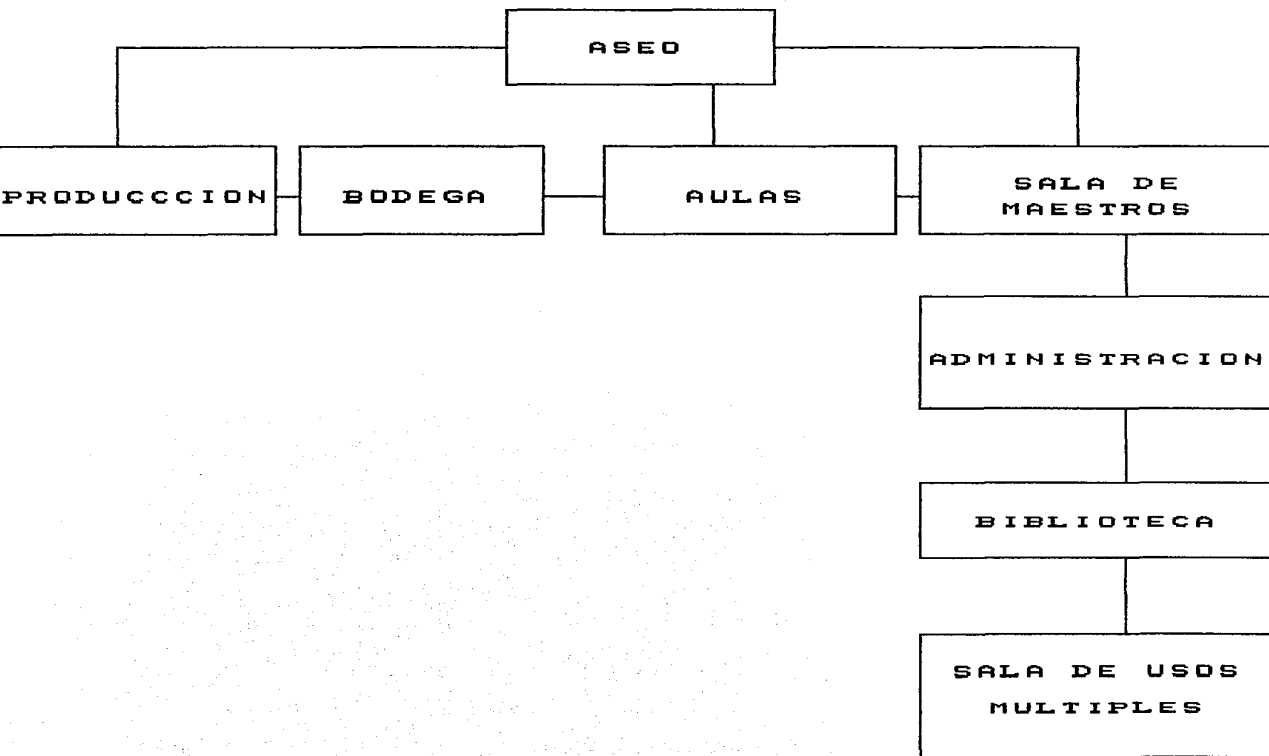 ASEO
PRODUCCCION
BODEGA
AULAS
SALA DE
MAESTROS
ADMINISTRACION
BIBLIOTECA
SALA DE USOS
MULTIPLES